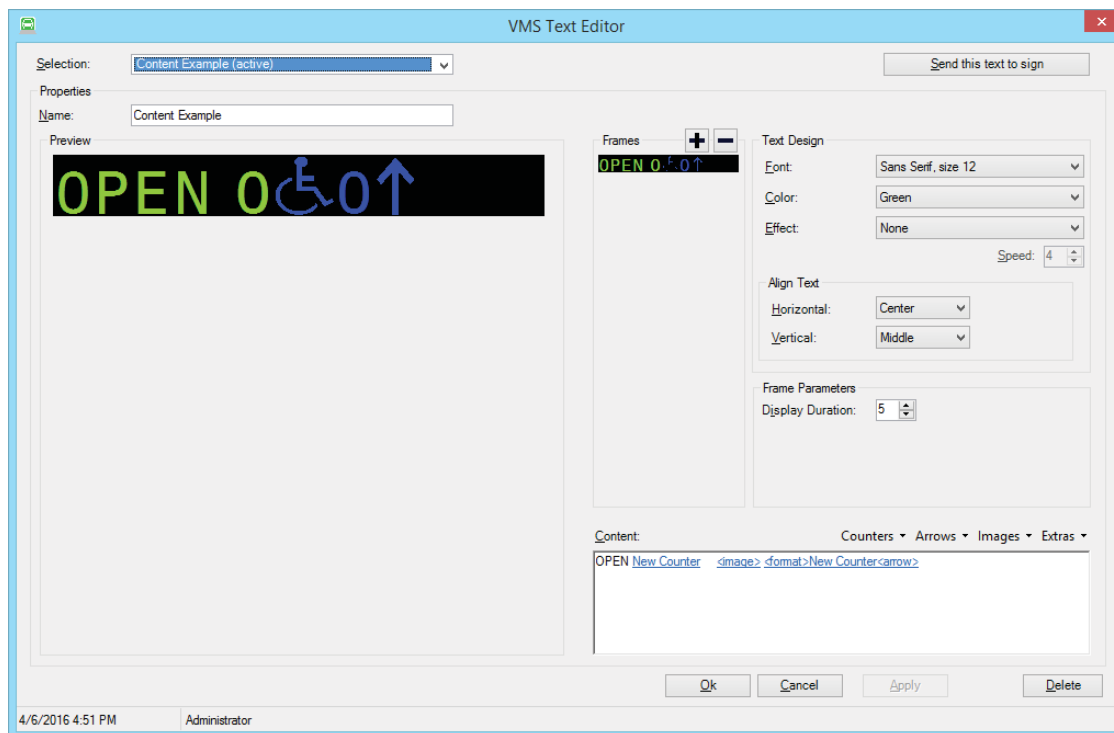 VMS Text Editor
Selection: Content Example (active) Send this text to sign
Properties
Name: Content Example
Preview
OPEN 0 0
Frames
OPEN 0 0
Text Design
Font: Sans Serif, size 12
Color: Green
Effect: None
Speed: 4
Align Text
Horizontal: Center
Vertical: Middle
Frame Parameters
Display Duration: 5
Content: Counters Arrows Images Extras
OPEN New Counter <image> <format>New Counter<arrow>
Ok Cancel Apply Delete
4/6/2016 4:51 PM Administrator